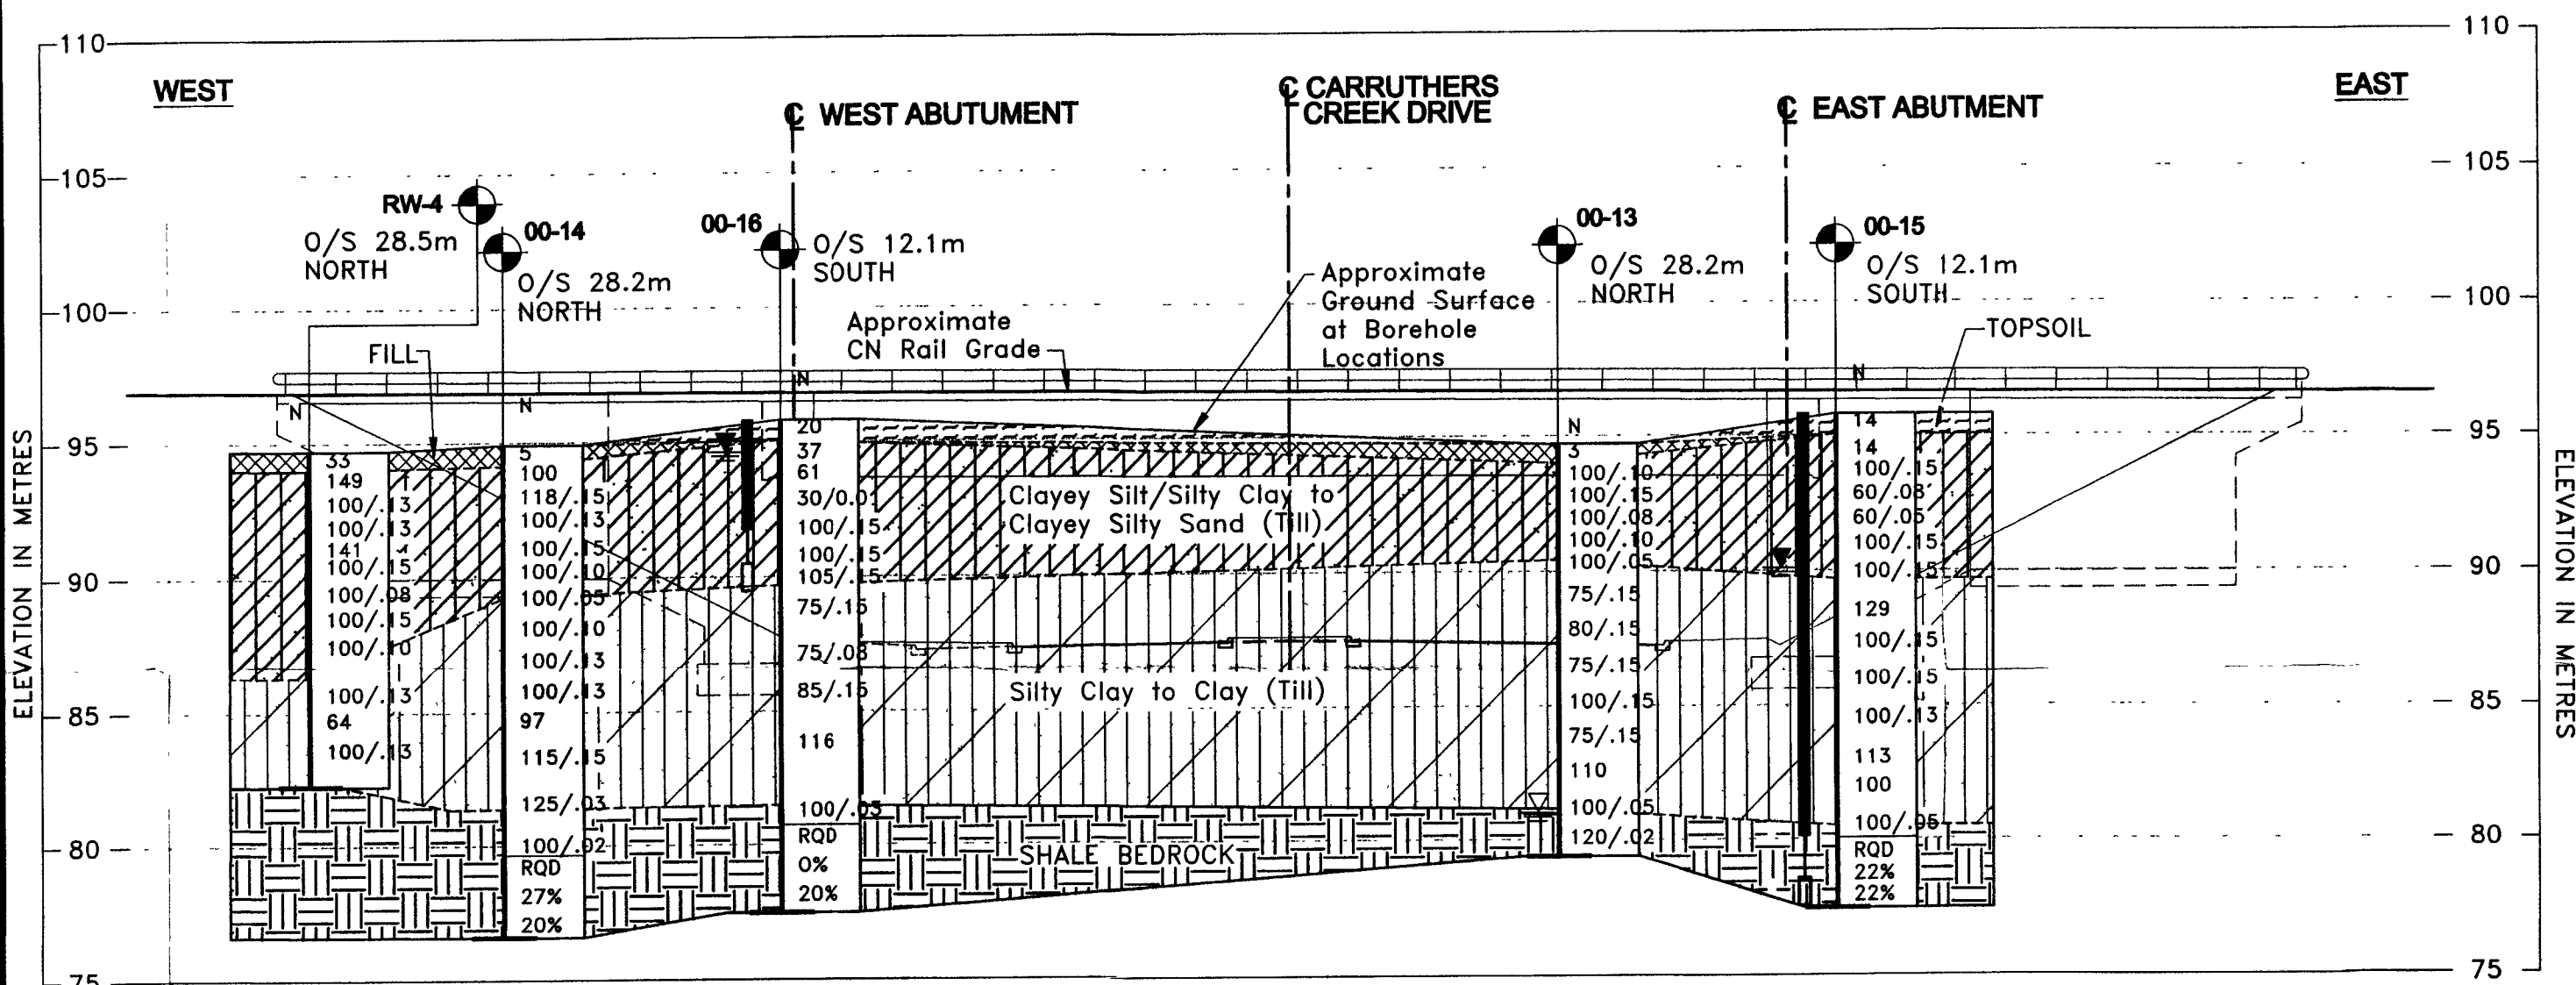 110
110
WEST
EAST
℄ WEST ABUTUMENT
℄ CARRUTHERS
CREEK DRIVE
℄ EAST ABUTMENT
105
105
RW-4
O/S 28.5m
NORTH
00-14
O/S 28.2m
NORTH
00-16
O/S 12.1m
SOUTH
00-13
O/S 28.2m
NORTH
00-15
O/S 12.1m
SOUTH
100
100
FILL
Approximate
CN Rail Grade
Approximate
Ground Surface
at Borehole
Locations
TOPSOIL
ELEVATION IN METRES
95
90
85
80
75
N
33
149
100/.13
100/.13
141
100/.15
100/.08
100/.15
100/.10
100/.13
64
100/.13
N
5
100
118/.15
100/.13
100/.15
100/.10
100/.05
100/.10
100/.13
100/.13
97
115/.15
125/.03
100/.02
RQD
27%
20%
N
20
37
61
30/0.01
100/.15
100/.15
105/.15
75/.15
75/.08
85/.15
116
100/.03
RQD
0%
20%
Clayey Silt/Silty Clay to
Clayey Silty Sand (Till)
Silty Clay to Clay (Till)
SHALE BEDROCK
N
3
100/.10
100/.15
100/.08
100/.10
100/.05
75/.15
80/.15
75/.15
100/.15
75/.15
110
100/.05
120/.02
N
14
14
100/.15
60/.08
60/.05
100/.15
100/.15
129
100/.15
100/.15
100/.13
113
100
100/.05
RQD
22%
22%
95
90
85
80
75
ELEVATION IN METRES